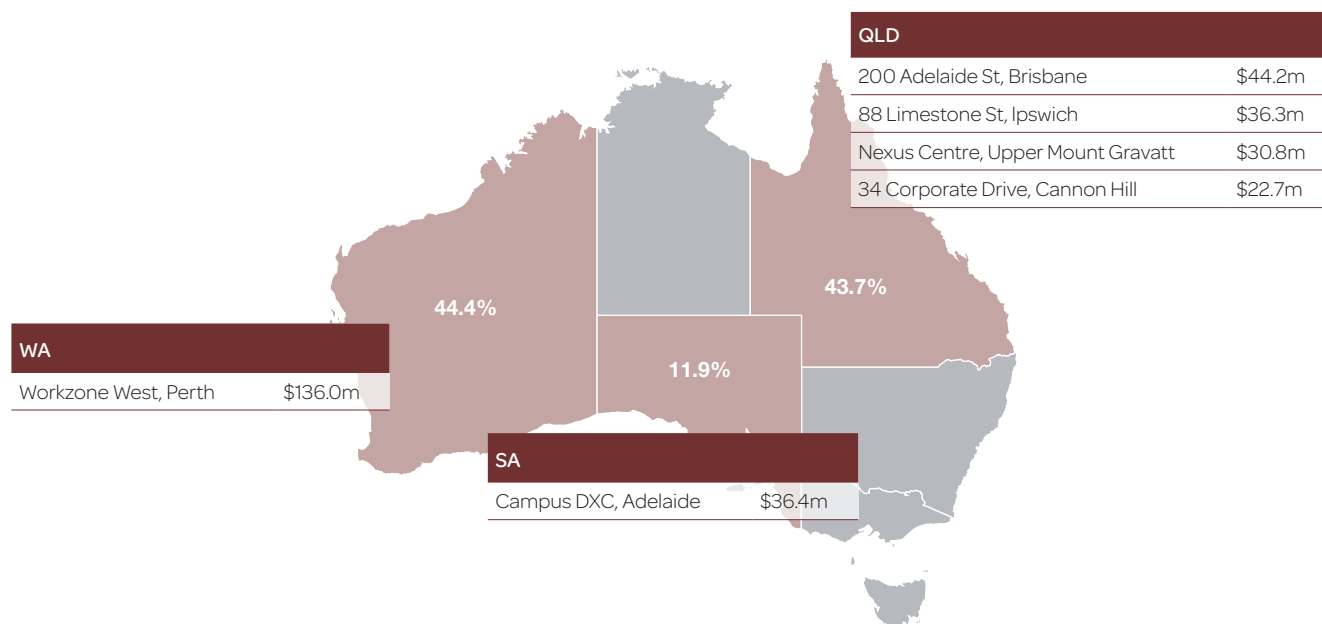 QLD
200 Adelaide St, Brisbane $44.2m
88 Limestone St, Ipswich $36.3m
Nexus Centre, Upper Mount Gravatt $30.8m
34 Corporate Drive, Cannon Hill $22.7m
44.4%
43.7%
11.9%
WA
Workzone West, Perth $136.0m
SA
Campus DXC, Adelaide $36.4m